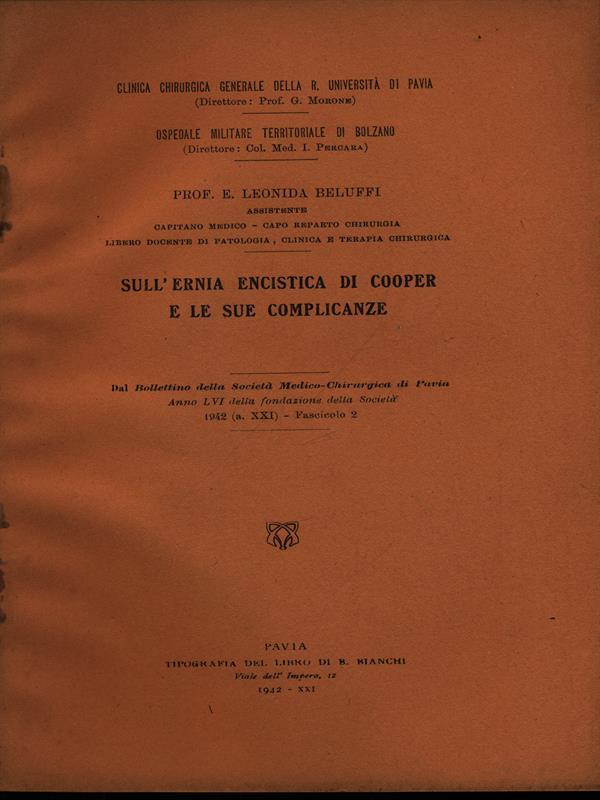 CLINICA CHIRURGICA GENERALE DELLA R. UNIVERSITÀ DI PAVIA
(Direttore: Prof. G. MORONE)
OSPEDALE MILITARE TERRITORIALE DI BOLZANO
(Direttore: Col. Med. I. PERCARA)
PROF. E. LEONIDA BELUFFI
ASSISTENTE
CAPITANO MEDICO - CAPO REPARTO CHIRURGIA
LIBERO DOCENTE DI PATOLOGIA, CLINICA E TERAPIA CHIRURGICA
SULL'ERNIA ENCISTICA DI COOPER
E LE SUE COMPLICANZE
Dal Bollettino della Società Medico-Chirurgica di Pavia
Anno LVI della fondazione della Società
1942 (a. XXI) - Fascicolo 2
PAVIA
TIPOGRAFIA DEL LIBRO DI B. BIANCHI
Viale dell' Impero, 12
1942 - XXI